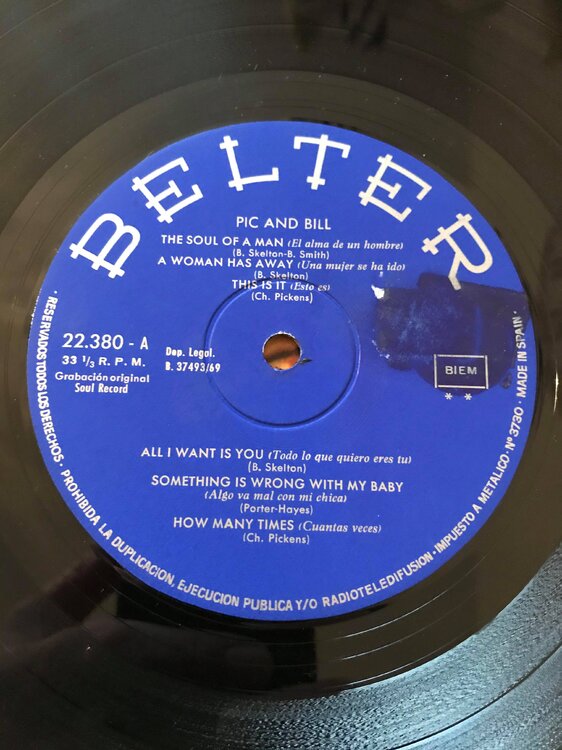 BELTER
PIC AND BILL
THE SOUL OF A MAN (El alma de un hombre)
(B. Skelton-B. Smith)
A WOMAN HAS AWAY (Una mujer se ha ido)
(B. Skelton)
THIS IS IT (Esto es)
(Ch. Pickens)
22.380 - A
33 1/3 R. P. M.
Grabación original
Soul Record
Dep. Legal.
B. 37493/69
BIEM
* *
ALL I WANT IS YOU (Todo lo que quiero eres tu)
(B. Skelton)
SOMETHING IS WRONG WITH MY BABY
(Algo va mal con mi chica)
(Porter-Hayes)
HOW MANY TIMES (Cuantas veces)
(Ch. Pickens)
· RESERVADOS TODOS LOS DERECHOS · PROHIBIDA LA DUPLICACION, EJECUCION PUBLICA Y/O RADIOTELEDIFUSION · IMPUESTO A METALICO · Nº 3730 · MADE IN SPAIN ·